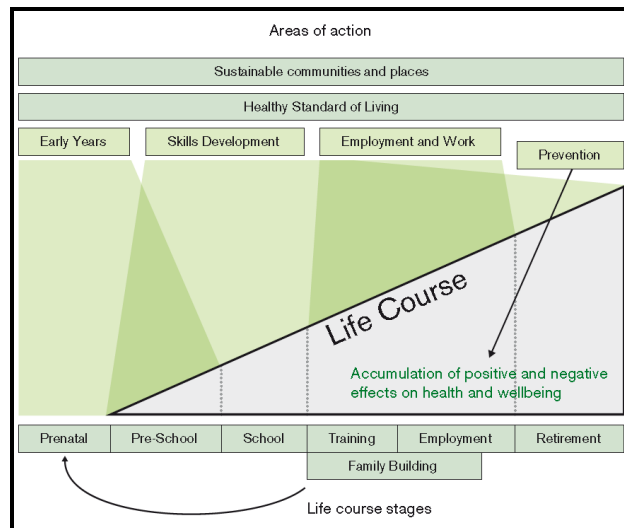 Areas of action
Sustainable communities and places
Healthy Standard of Living
Early Years
Skills Development
Employment and Work
Prevention
Life Course
Accumulation of positive and negative
effects on health and wellbeing
Prenatal
Pre-School
School
Training
Employment
Retirement
Family Building
Life course stages